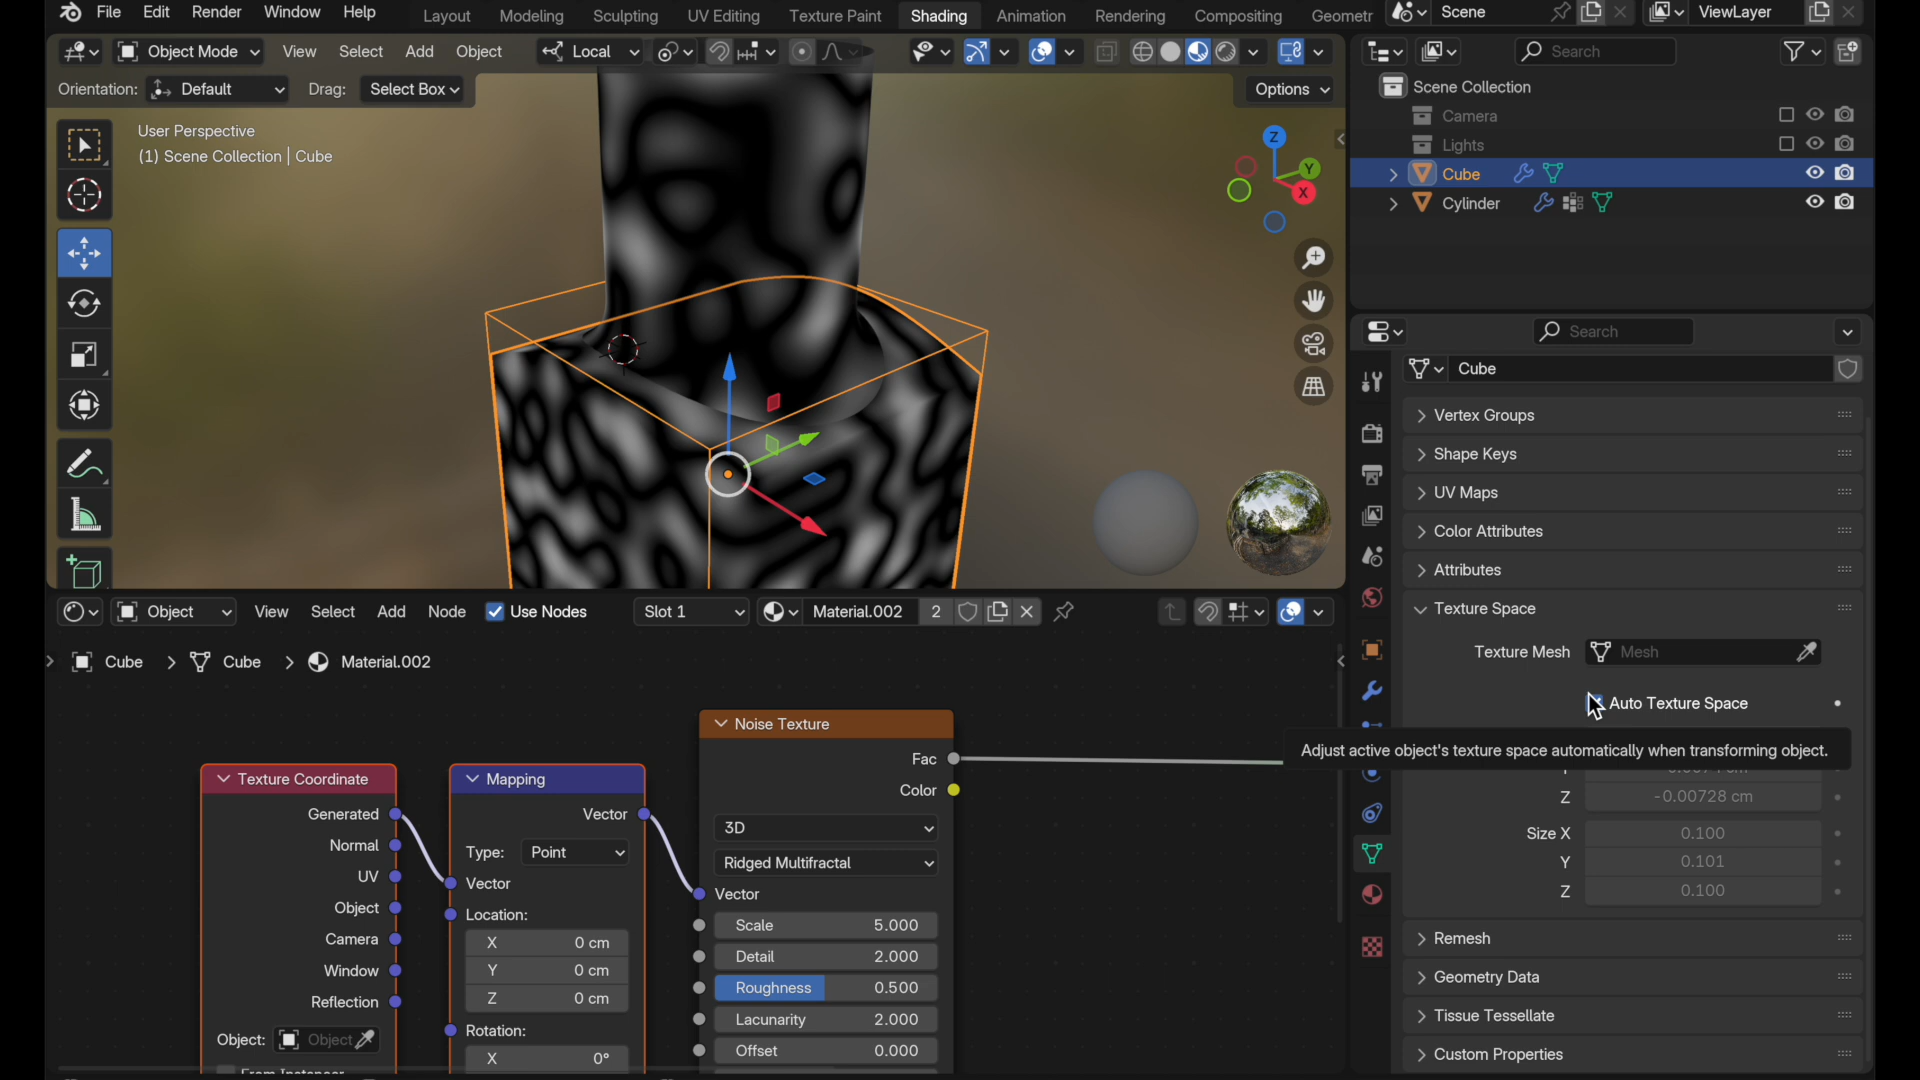 File Edit Render Window Help Layout Modeling Sculpting UV Editing Texture Paint Shading Animation Rendering Compositing Geometr Scene ViewLayer
Object Mode View Select Add Object Local Search
Orientation: Default Drag: Select Box Options
Scene Collection
User Perspective
(1) Scene Collection | Cube
Camera
Lights
Cube
Cylinder
Z
Y
X
Search
Cube
Vertex Groups
Shape Keys
UV Maps
Color Attributes
Attributes
Texture Space
Texture Mesh Mesh
Auto Texture Space
Adjust active object's texture space automatically when transforming object.
Z -0.00728 cm
Size X 0.100
Y 0.101
Z 0.100
Remesh
Geometry Data
Tissue Tessellate
Custom Properties
Object View Select Add Node Use Nodes Slot 1 Material.002 2
Cube Cube Material.002
Texture Coordinate
Generated
Normal
UV
Object
Camera
Window
Reflection
Object: Object
From Instancer
Mapping
Vector
Type: Point
Vector
Location:
X 0 cm
Y 0 cm
Z 0 cm
Rotation:
X 0°
Noise Texture
Fac
Color
3D
Ridged Multifractal
Vector
Scale 5.000
Detail 2.000
Roughness 0.500
Lacunarity 2.000
Offset 0.000